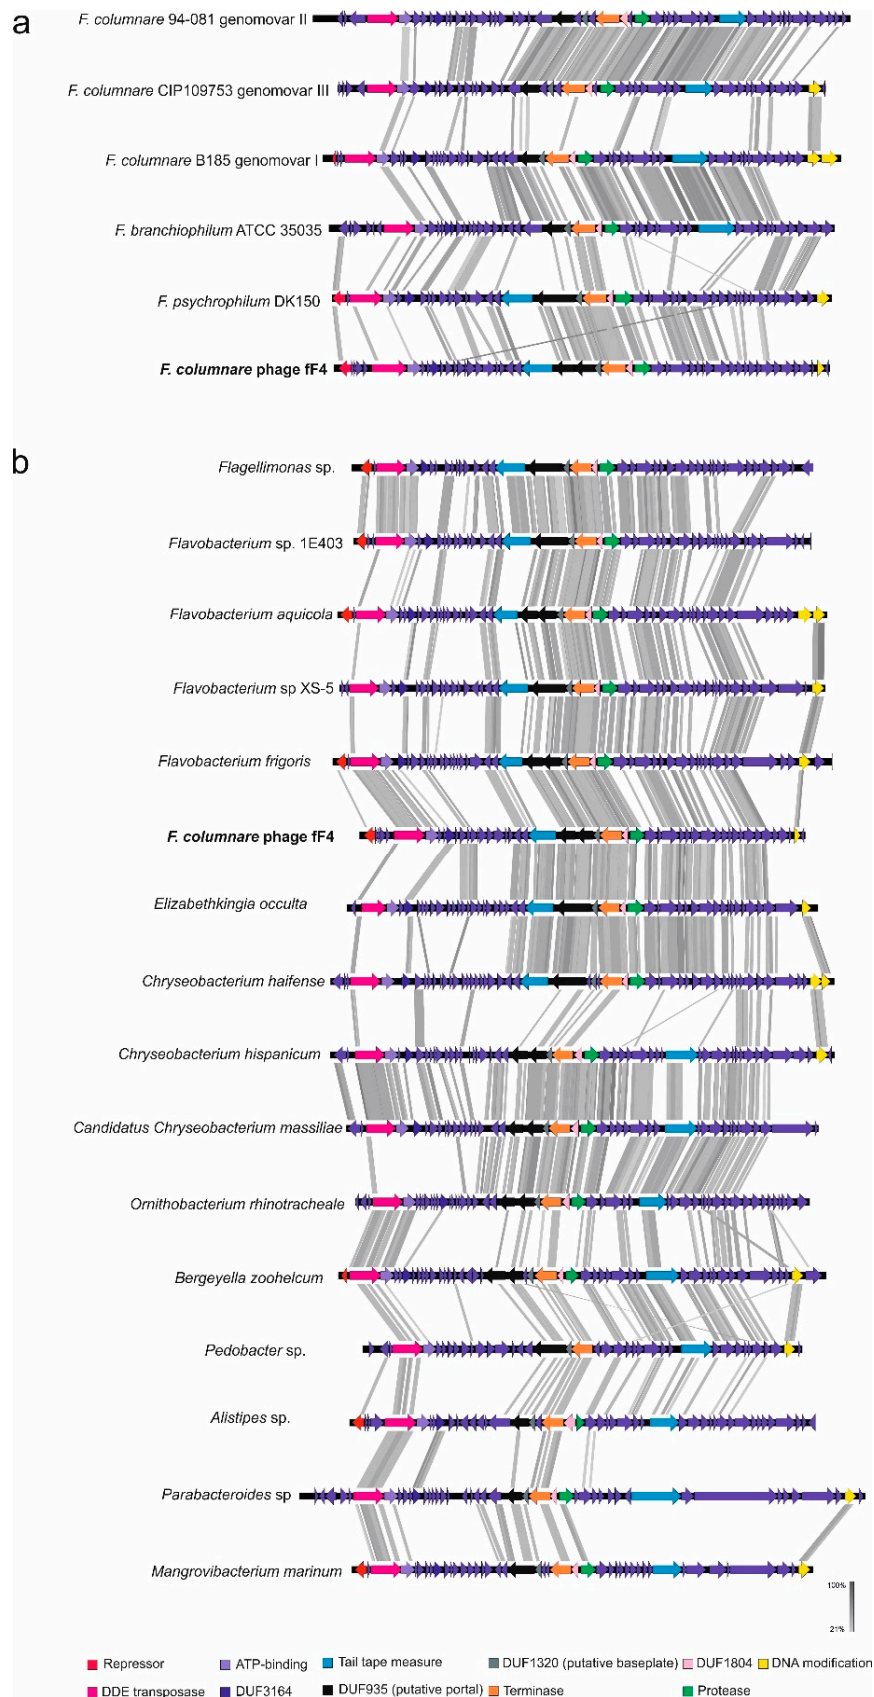 a
F. columnare 94-081 genomovar II
F. columnare CIP109753 genomovar III
F. columnare B185 genomovar I
F. branchiophilum ATCC 35035
F. psychrophilum DK150
F. columnare phage fF4
b
Flagellimonas sp.
Flavobacterium sp. 1E403
Flavobacterium aquicola
Flavobacterium sp XS-5
Flavobacterium frigoris
F. columnare phage fF4
Elizabethkingia occulta
Chryseobacterium haifense
Chryseobacterium hispanicum
Candidatus Chryseobacterium massiliae
Ornithobacterium rhinotracheale
Bergeyella zoohelcum
Pedobacter sp.
Alistipes sp.
Parabacteroides sp
Mangrovibacterium marinum
100%
21%
Repressor ATP-binding Tail tape measure DUF1320 (putative baseplate) DUF1804 DNA modification
DDE transposase DUF3164 DUF935 (putative portal) Terminase Protease